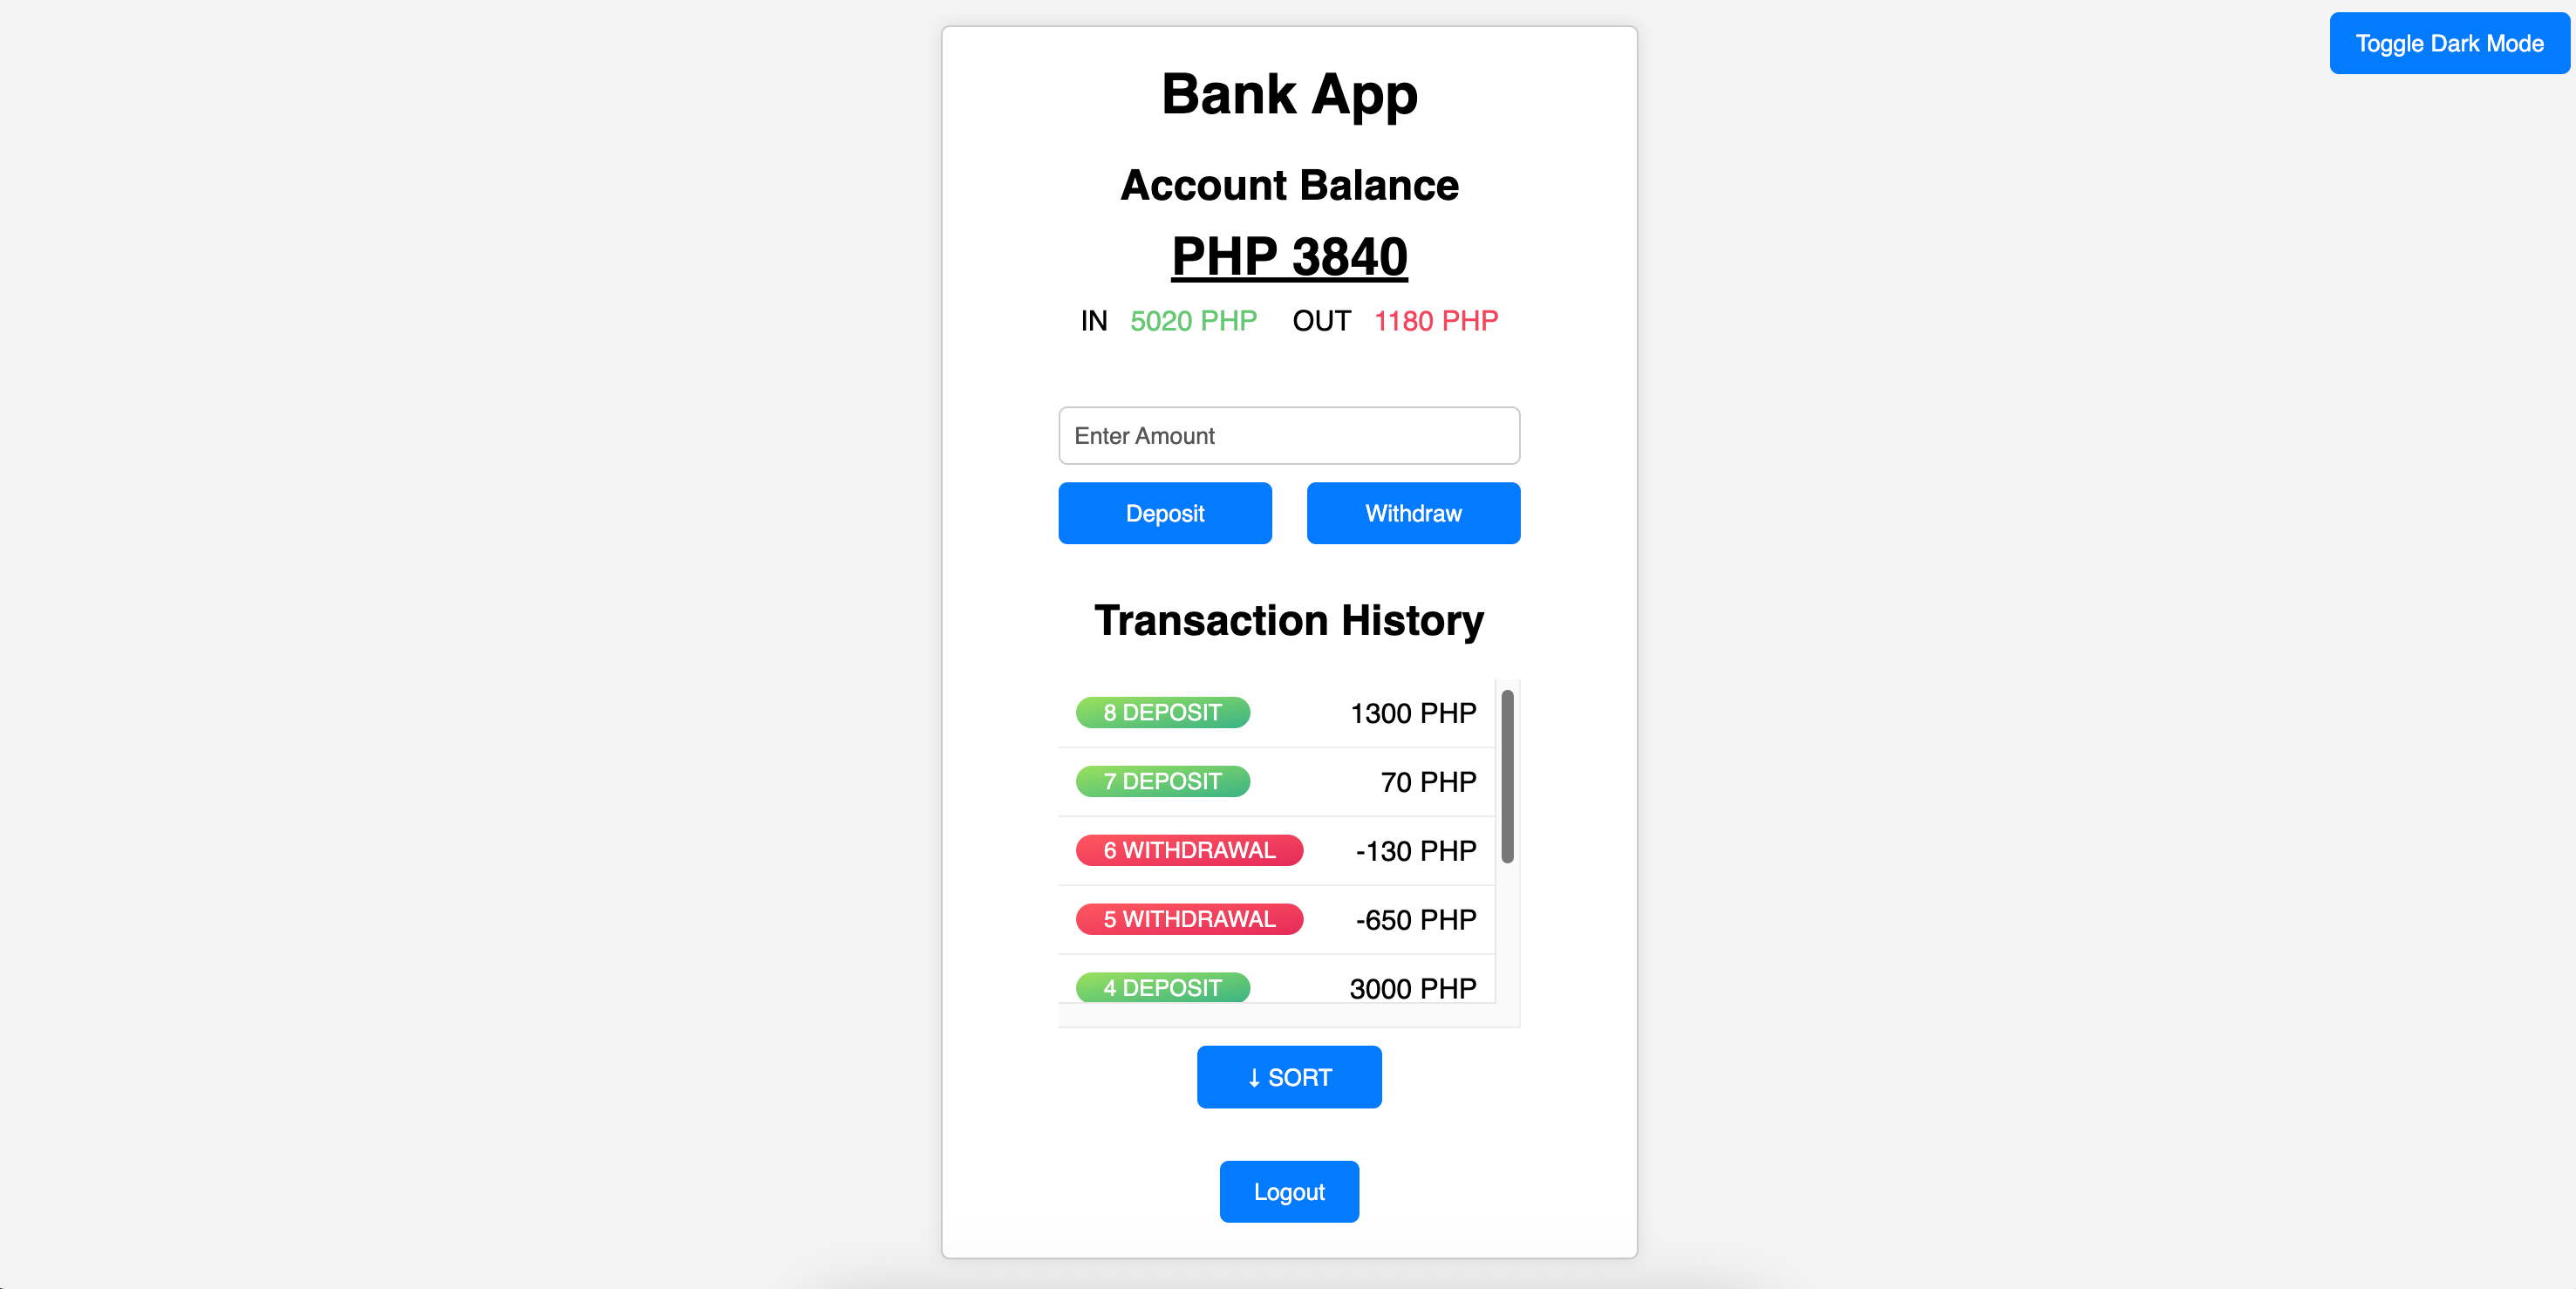 Toggle Dark Mode
Bank App
Account Balance
PHP 3840
IN 5020 PHP OUT 1180 PHP
Enter Amount
Deposit Withdraw
Transaction History
8 DEPOSIT 1300 PHP
7 DEPOSIT 70 PHP
6 WITHDRAWAL -130 PHP
5 WITHDRAWAL -650 PHP
4 DEPOSIT 3000 PHP
↓ SORT
Logout